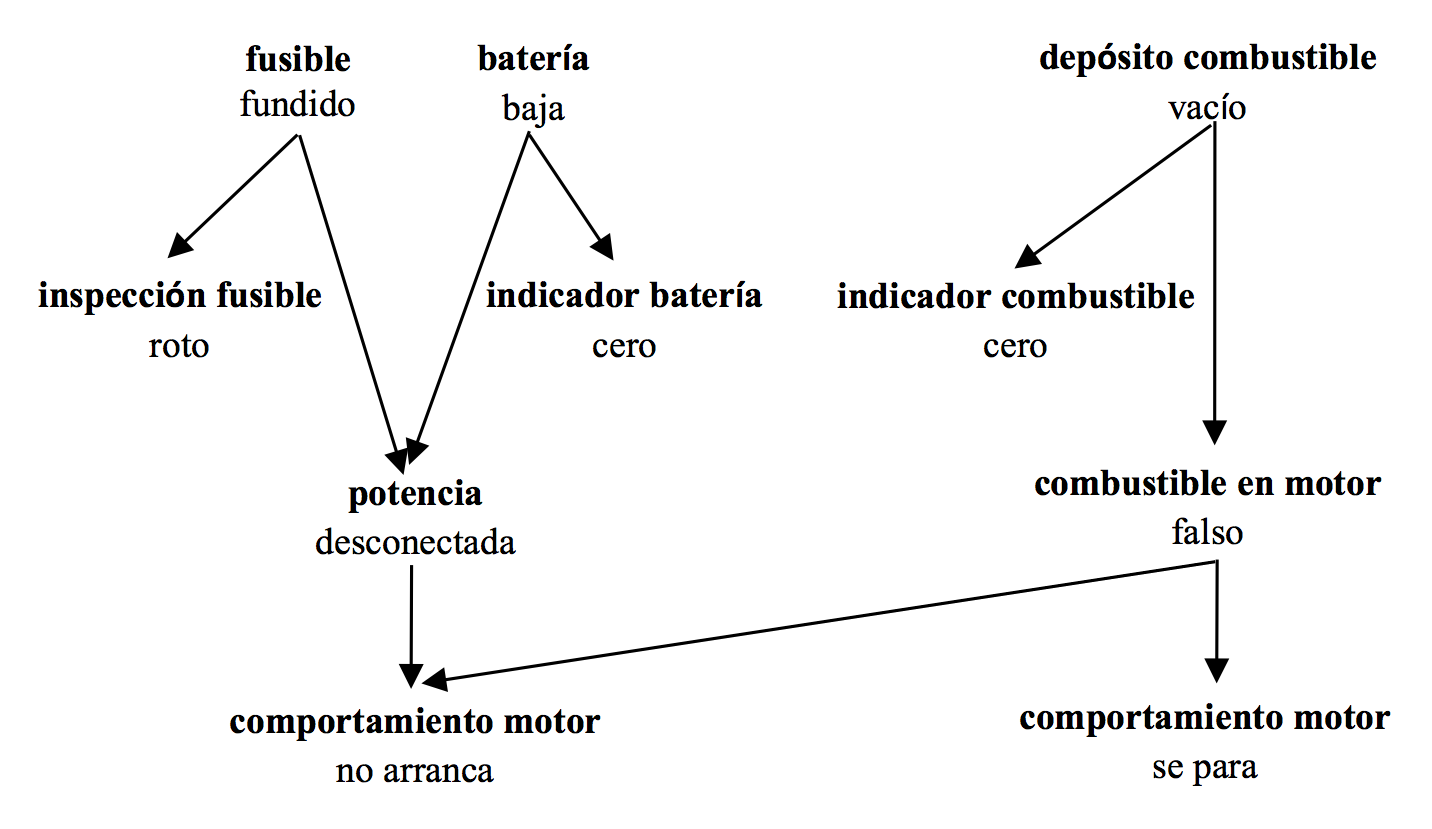 fusible
fundido
batería
baja
depósito combustible
vacío
inspección fusible
roto
indicador batería
cero
indicador combustible
cero
potencia
desconectada
combustible en motor
falso
comportamiento motor
no arranca
comportamiento motor
se para